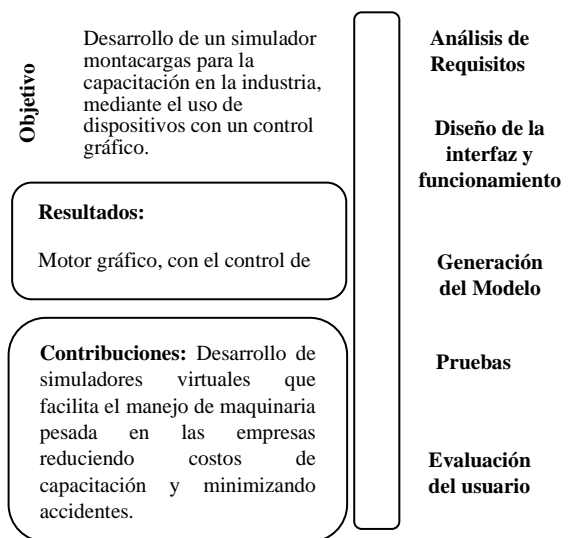 Objetivo
Desarrollo de un simulador
montacargas para la
capacitación en la industria,
mediante el uso de
dispositivos con un control
gráfico.
Resultados:
Motor gráfico, con el control de
Contribuciones: Desarrollo de
simuladores virtuales que
facilita el manejo de maquinaria
pesada en las empresas
reduciendo costos de
capacitación y minimizando
accidentes.
Análisis de
Requisitos
Diseño de la
interfaz y
funcionamiento
Generación
del Modelo
Pruebas
Evaluación
del usuario